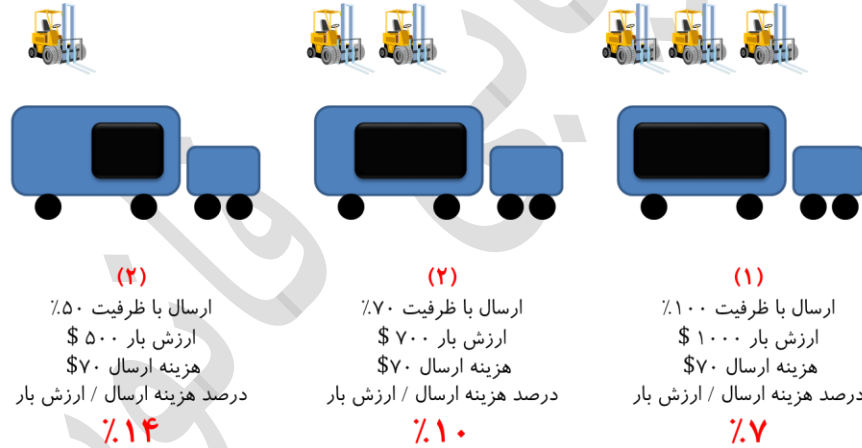 (۱)
ارسال با ظرفیت ۱۰۰٪
ارزش بار ۱۰۰۰ $
هزینه ارسال ۷۰$
درصد هزینه ارسال / ارزش بار
٪۷
(۲)
ارسال با ظرفیت ۷۰٪
ارزش بار ۷۰۰ $
هزینه ارسال ۷۰$
درصد هزینه ارسال / ارزش بار
٪۱۰
(۲)
ارسال با ظرفیت ۵۰٪
ارزش بار ۵۰۰ $
هزینه ارسال ۷۰$
درصد هزینه ارسال / ارزش بار
٪۱۴